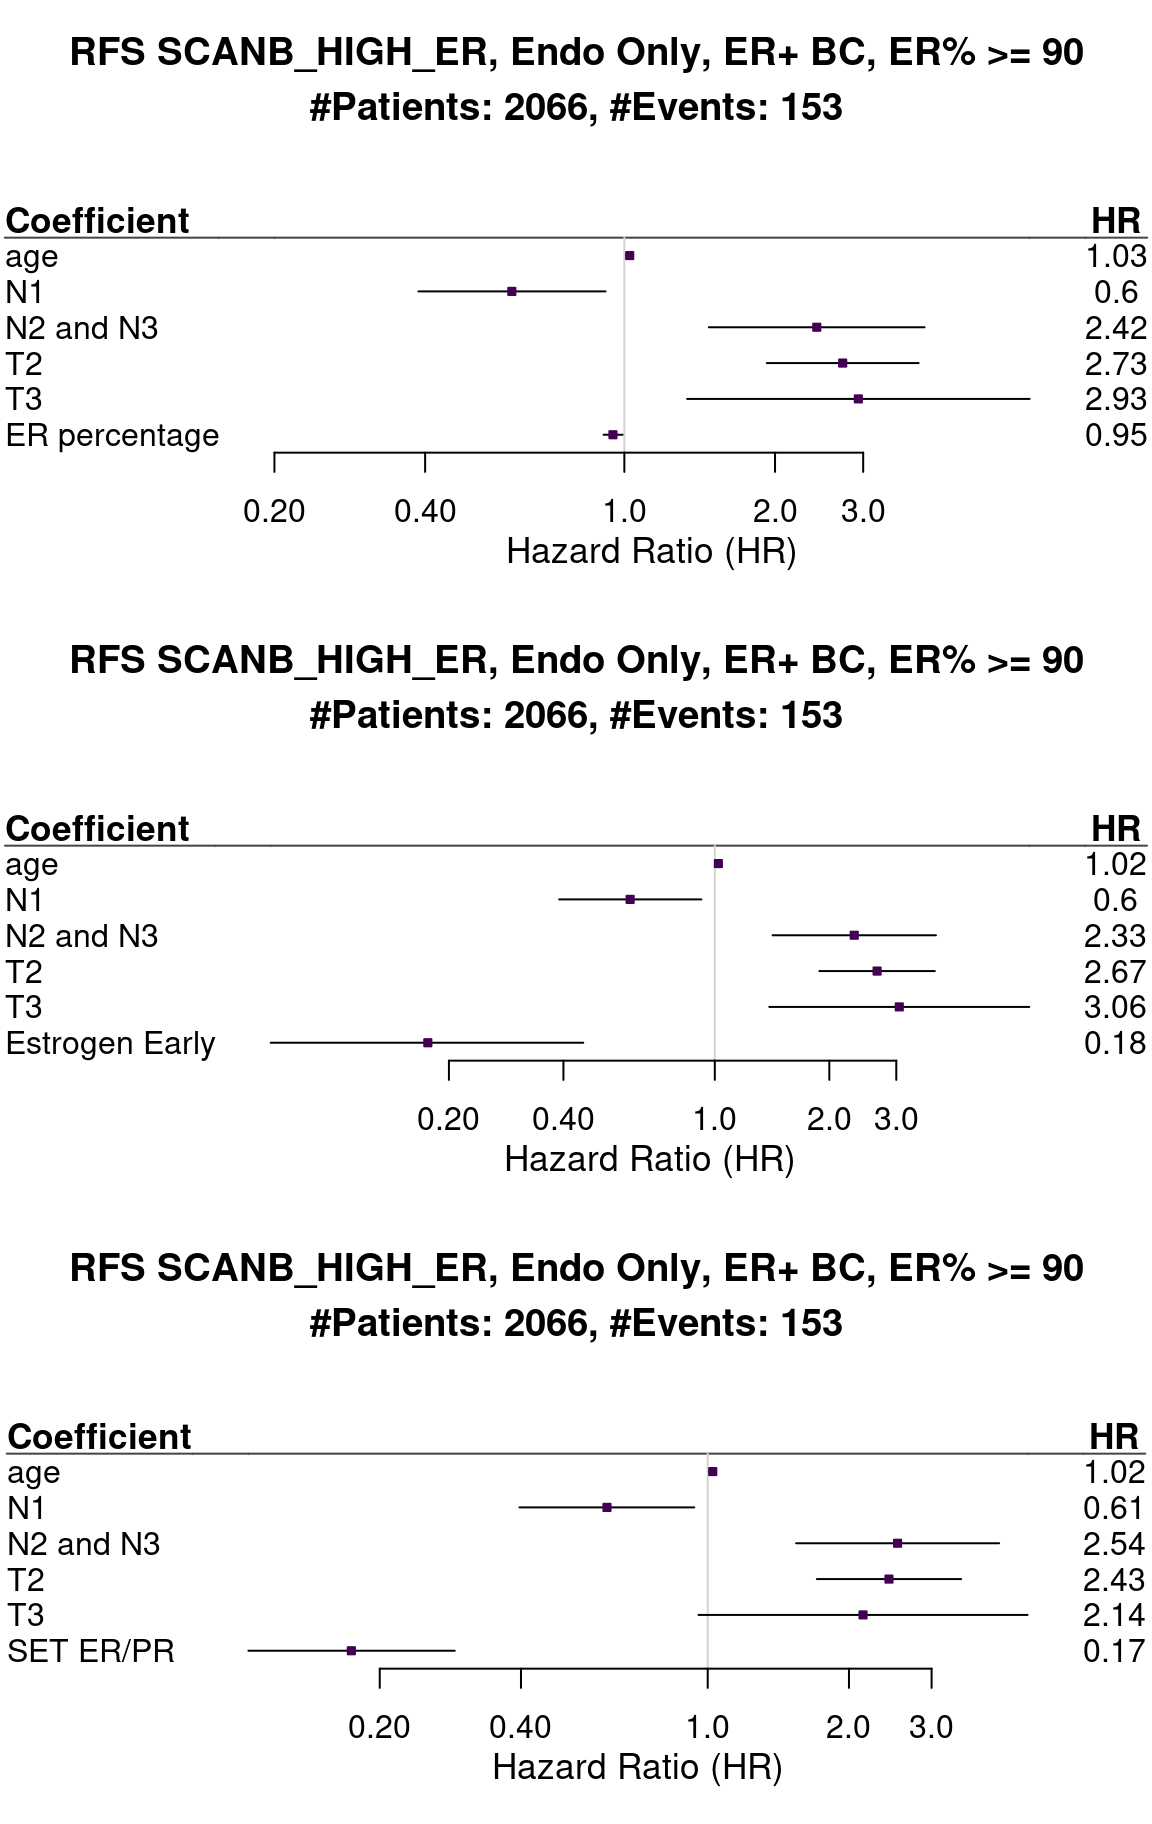 RFS SCANB_HIGH_ER, Endo Only, ER+ BC, ER% >= 90
#Patients: 2066, #Events: 153
Coefficient HR
age 1.03
N1 0.6
N2 and N3 2.42
T2 2.73
T3 2.93
ER percentage 0.95
0.20 0.40 1.0 2.0 3.0
Hazard Ratio (HR)
RFS SCANB_HIGH_ER, Endo Only, ER+ BC, ER% >= 90
#Patients: 2066, #Events: 153
Coefficient HR
age 1.02
N1 0.6
N2 and N3 2.33
T2 2.67
T3 3.06
Estrogen Early 0.18
0.20 0.40 1.0 2.0 3.0
Hazard Ratio (HR)
RFS SCANB_HIGH_ER, Endo Only, ER+ BC, ER% >= 90
#Patients: 2066, #Events: 153
Coefficient HR
age 1.02
N1 0.61
N2 and N3 2.54
T2 2.43
T3 2.14
SET ER/PR 0.17
0.20 0.40 1.0 2.0 3.0
Hazard Ratio (HR)